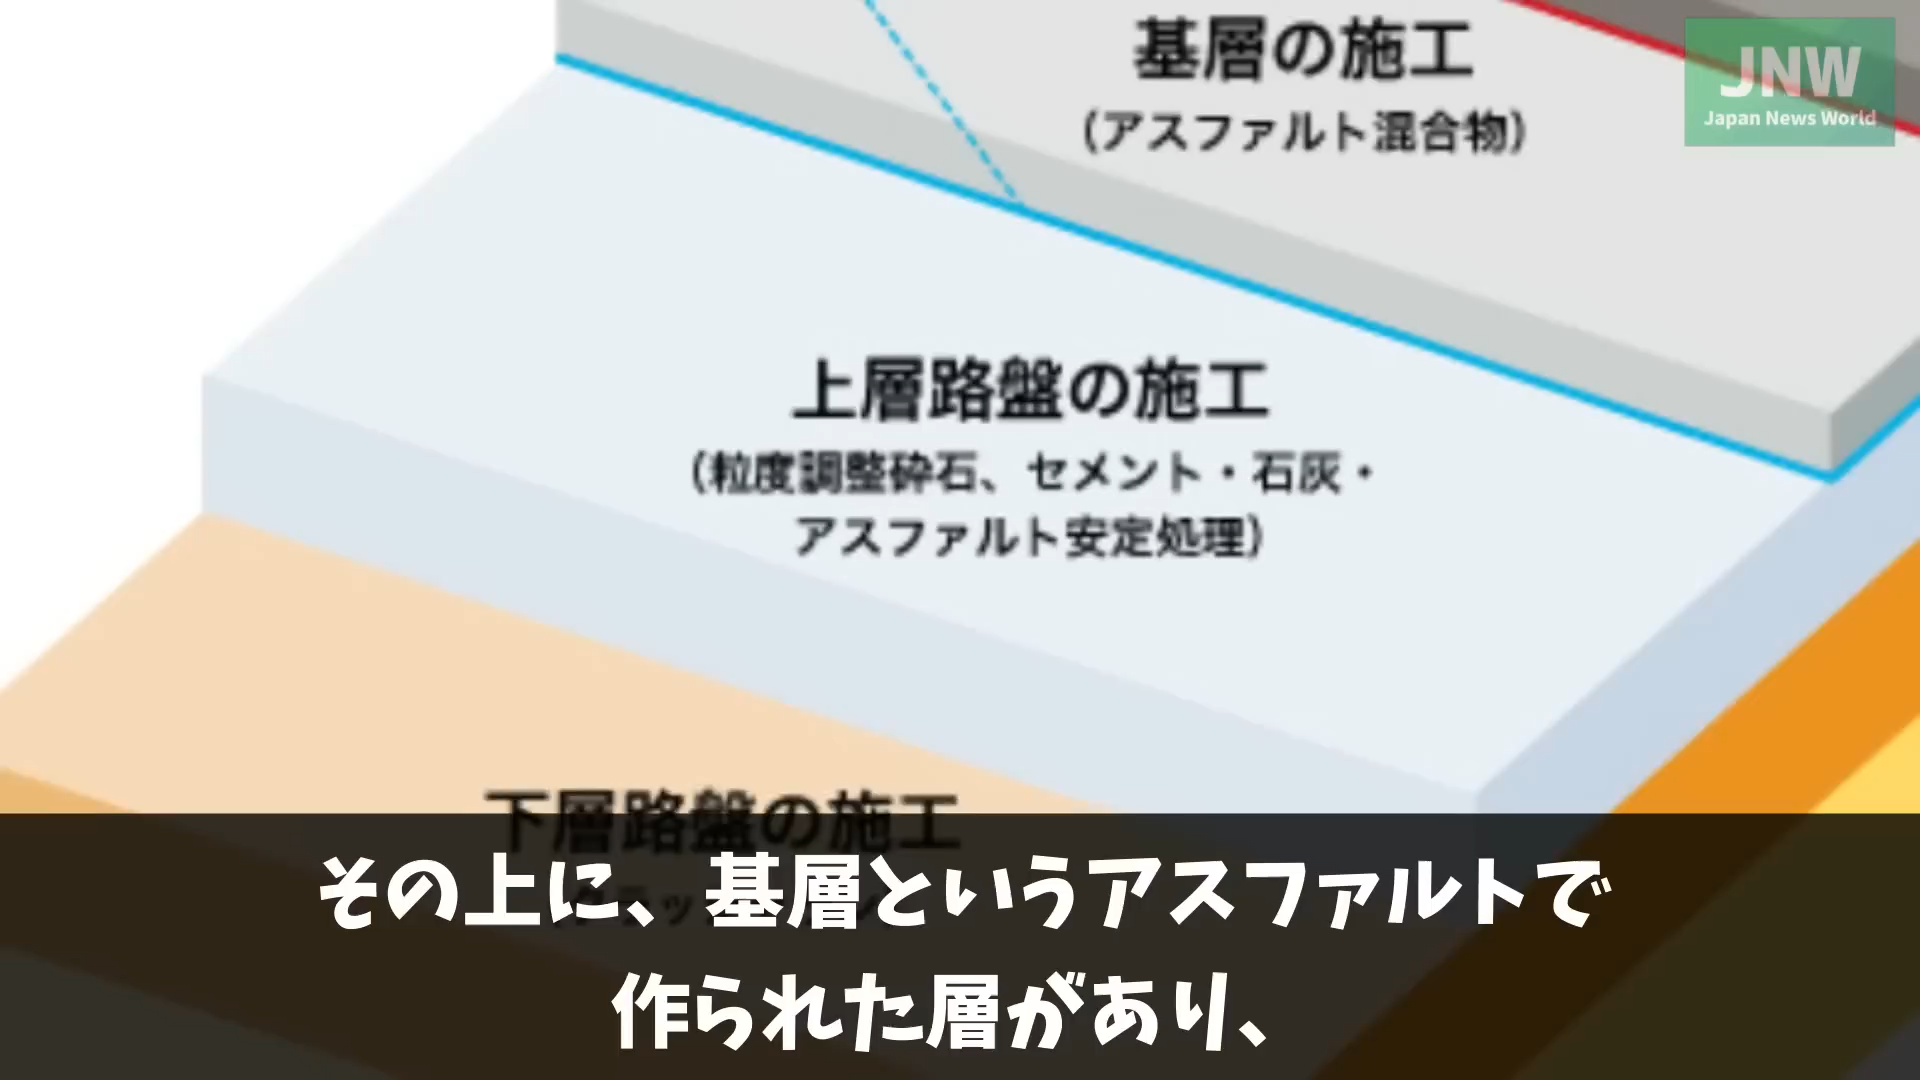 基層の施工
（アスファルト混合物）
JNW
Japan News World
上層路盤の施工
（粒度調整砕石、セメント・石灰・
アスファルト安定処理）
下層路盤の施工
その上に、基層というアスファルトで
作られた層があり、